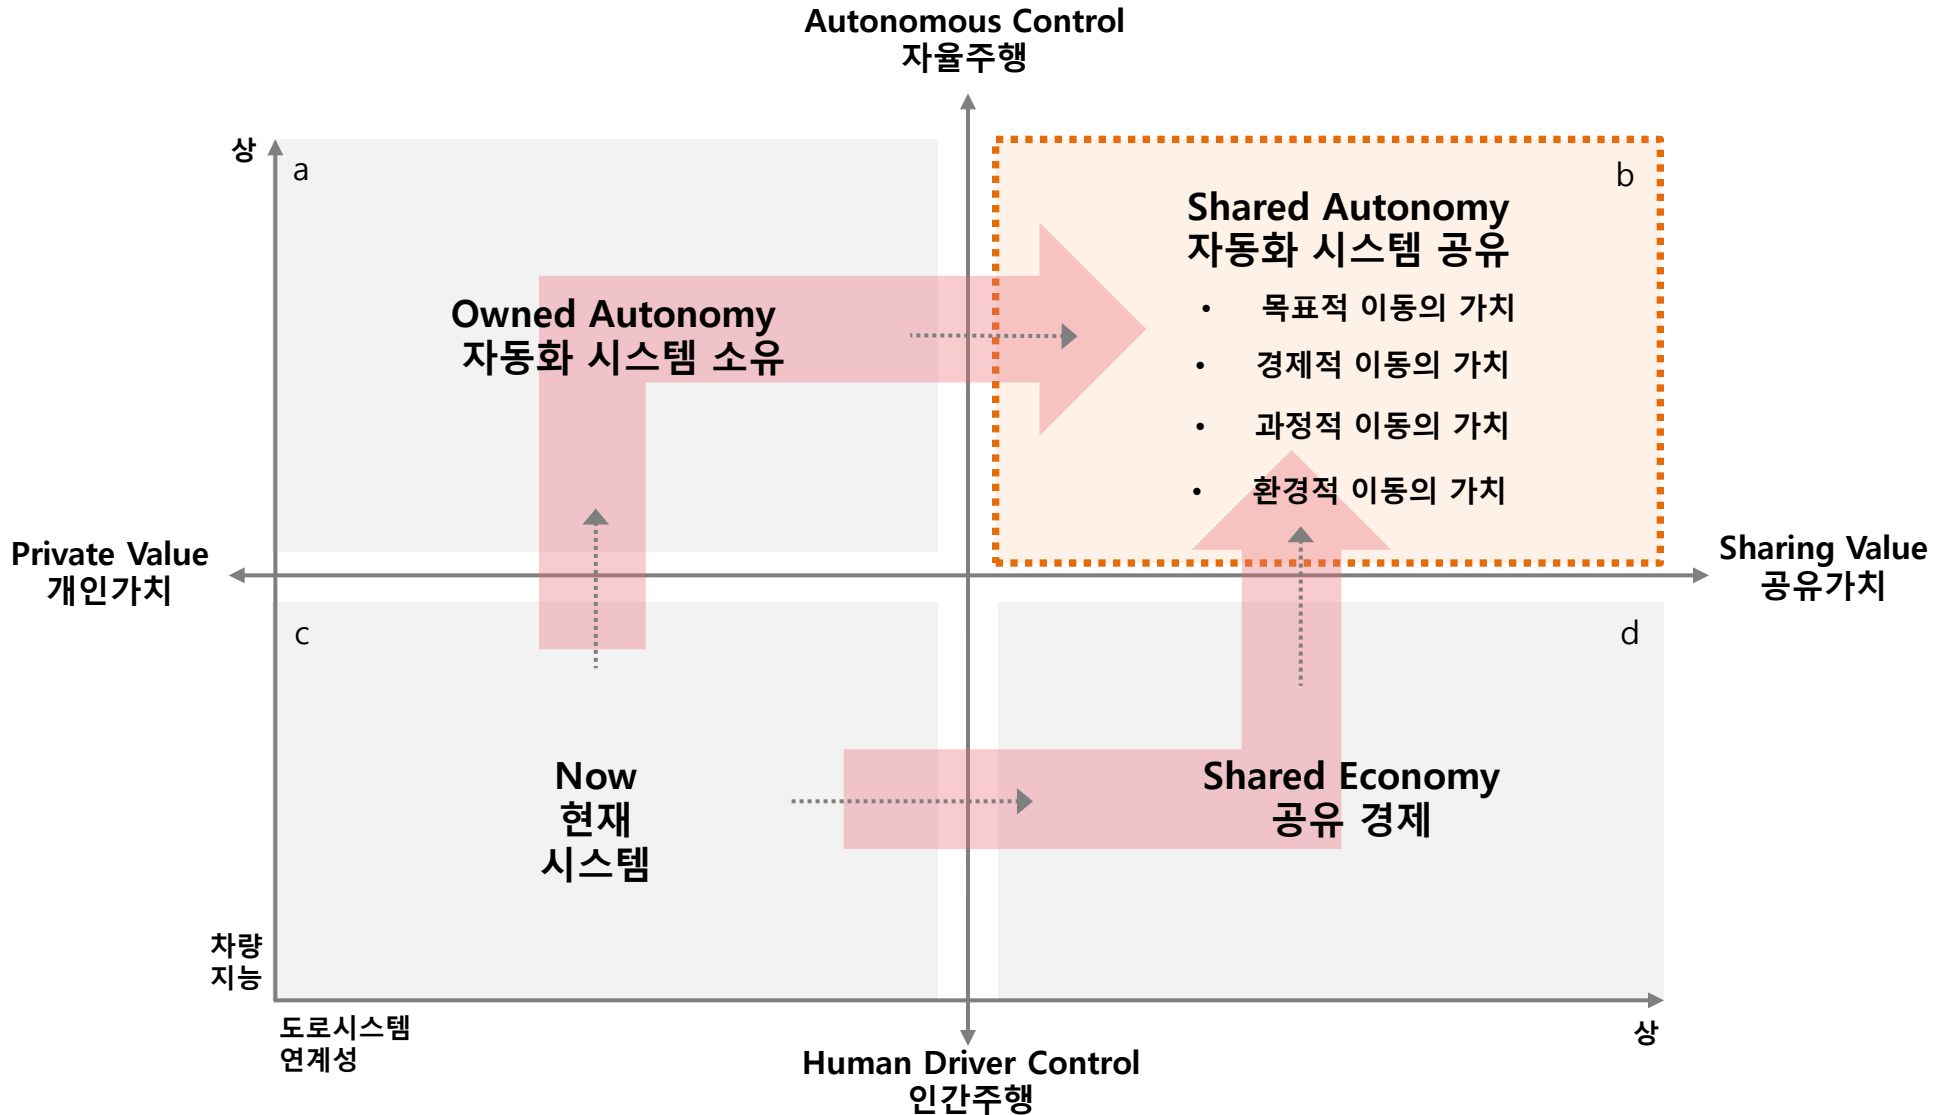 Autonomous Control
자율주행
상
a
b
Shared Autonomy
자동화 시스템 공유
• 목표적 이동의 가치
• 경제적 이동의 가치
• 과정적 이동의 가치
• 환경적 이동의 가치
Owned Autonomy
자동화 시스템 소유
Private Value
개인가치
Sharing Value
공유가치
c
d
Now
현재
시스템
Shared Economy
공유 경제
차량
지능
도로시스템
연계성
상
Human Driver Control
인간주행